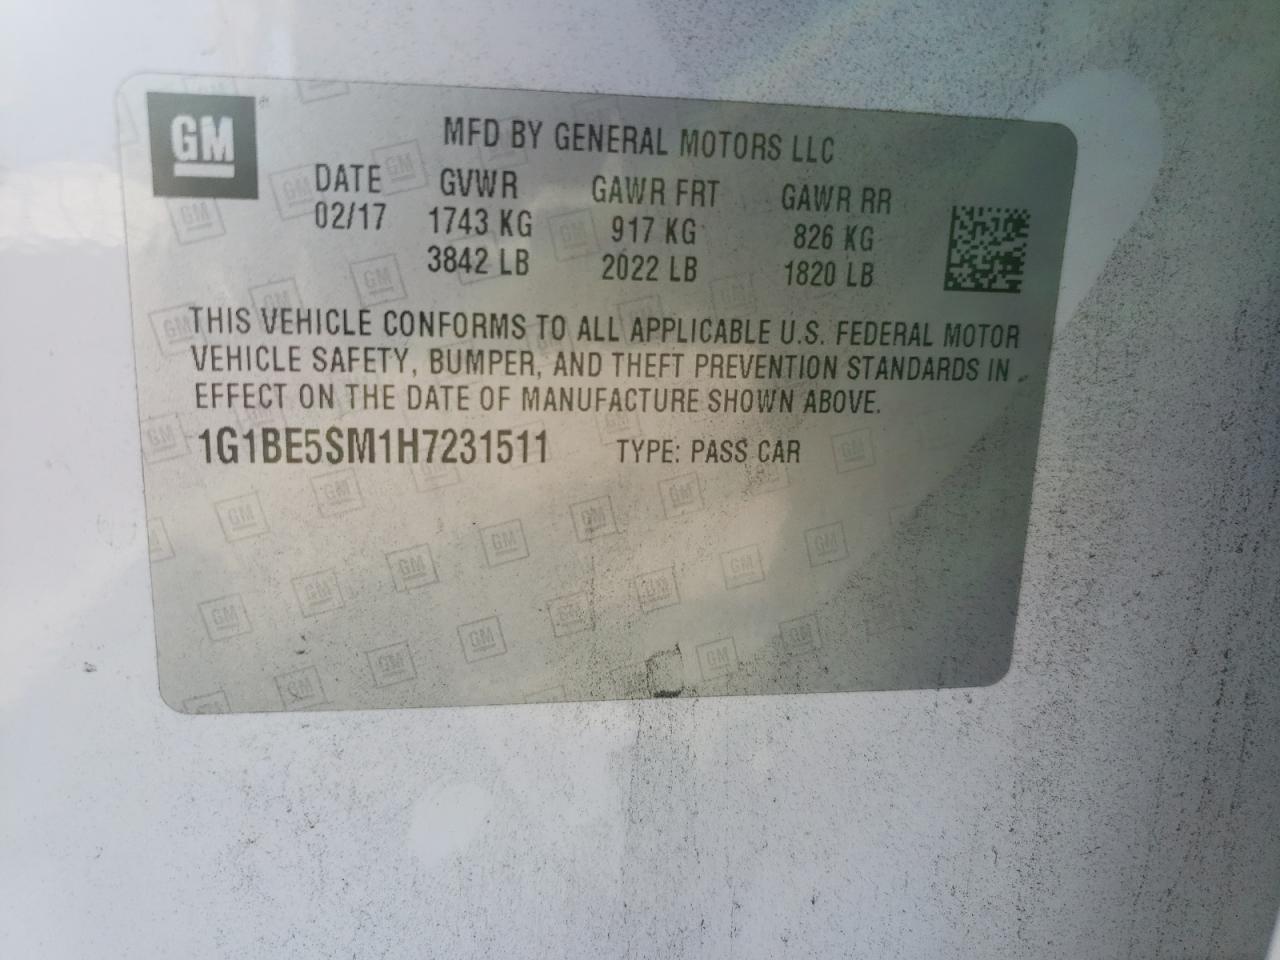 GM
MFD BY GENERAL MOTORS LLC
DATE GVWR GAWR FRT GAWR RR
02/17 1743 KG 917 KG 826 KG
3842 LB 2022 LB 1820 LB
THIS VEHICLE CONFORMS TO ALL APPLICABLE U.S. FEDERAL MOTOR
VEHICLE SAFETY, BUMPER, AND THEFT PREVENTION STANDARDS IN
EFFECT ON THE DATE OF MANUFACTURE SHOWN ABOVE.
1G1BE5SM1H7231511 TYPE: PASS CAR